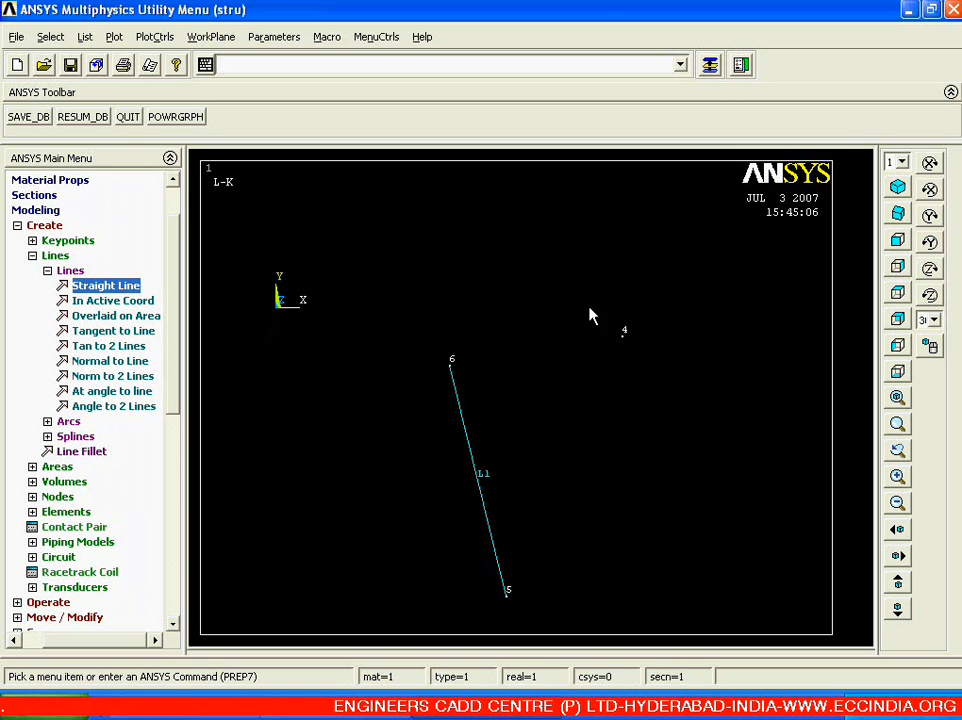 ANSYS Multiphysics Utility Menu (stru)
File Select List Plot PlotCtrls WorkPlane Parameters Macro MenuCtrls Help
ANSYS Toolbar
SAVE_DB RESUM_DB QUIT POWRGRPH
ANSYS Main Menu
Material Props
Sections
Modeling
Create
Keypoints
Lines
Lines
Straight Line
In Active Coord
Overlaid on Area
Tangent to Line
Tan to 2 Lines
Normal to Line
Norm to 2 Lines
At angle to line
Angle to 2 Lines
Arcs
Splines
Line Fillet
Areas
Volumes
Nodes
Elements
Contact Pair
Piping Models
Circuit
Racetrack Coil
Transducers
Operate
Move / Modify
1
L-K
ANSYS
JUL 3 2007
15:45:06
Y
Z X
4
6
L1
5
1
Pick a menu item or enter an ANSYS Command (PREP7) mat=1 type=1 real=1 csys=0 secn=1
. ENGINEERS CADD CENTRE (P) LTD-HYDERABAD-INDIA-WWW.ECCINDIA.ORG